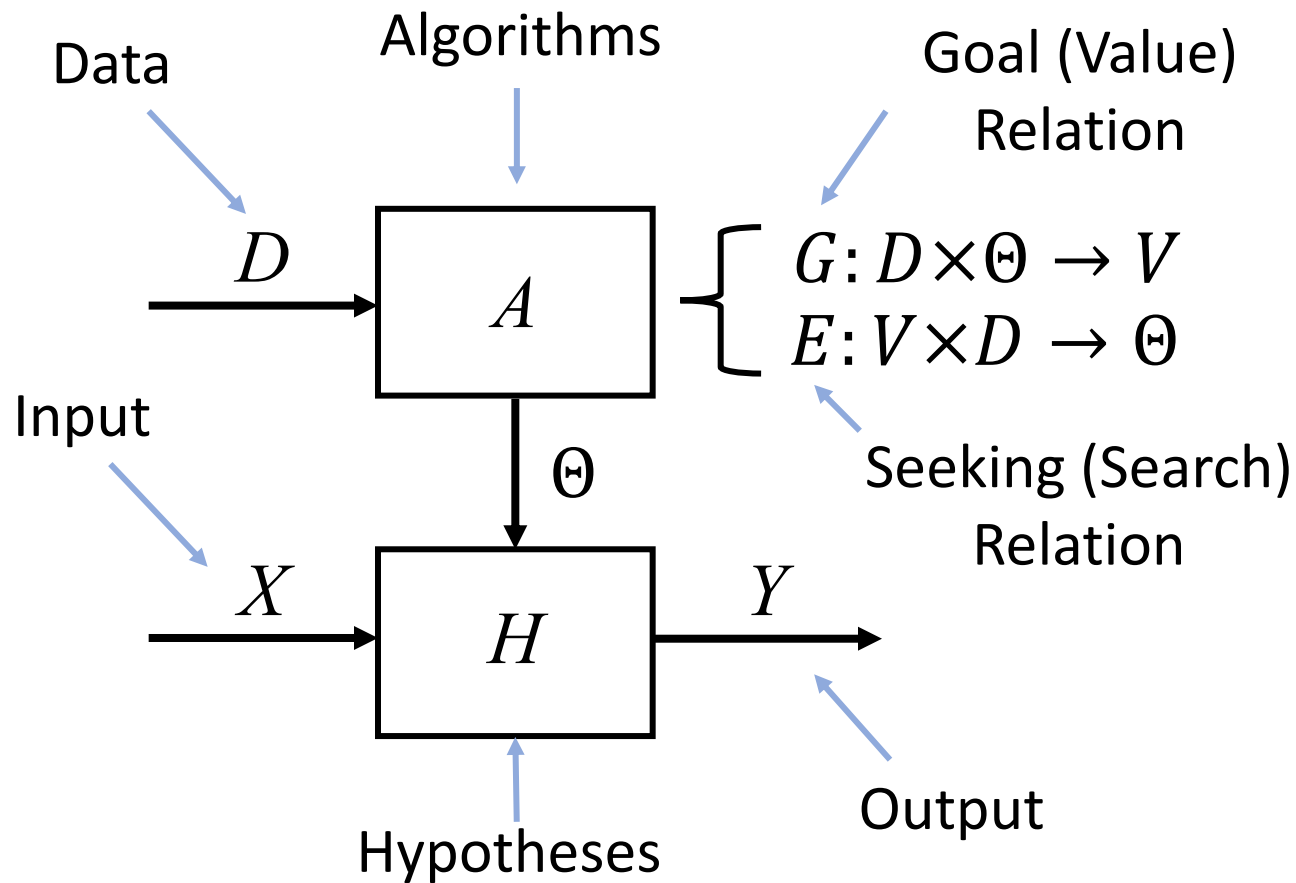 Data
Algorithms
Goal (Value)
Relation
D
A
G: D×Θ → V
E: V×D → Θ
Input
Θ
Seeking (Search)
Relation
X
H
Y
Output
Hypotheses